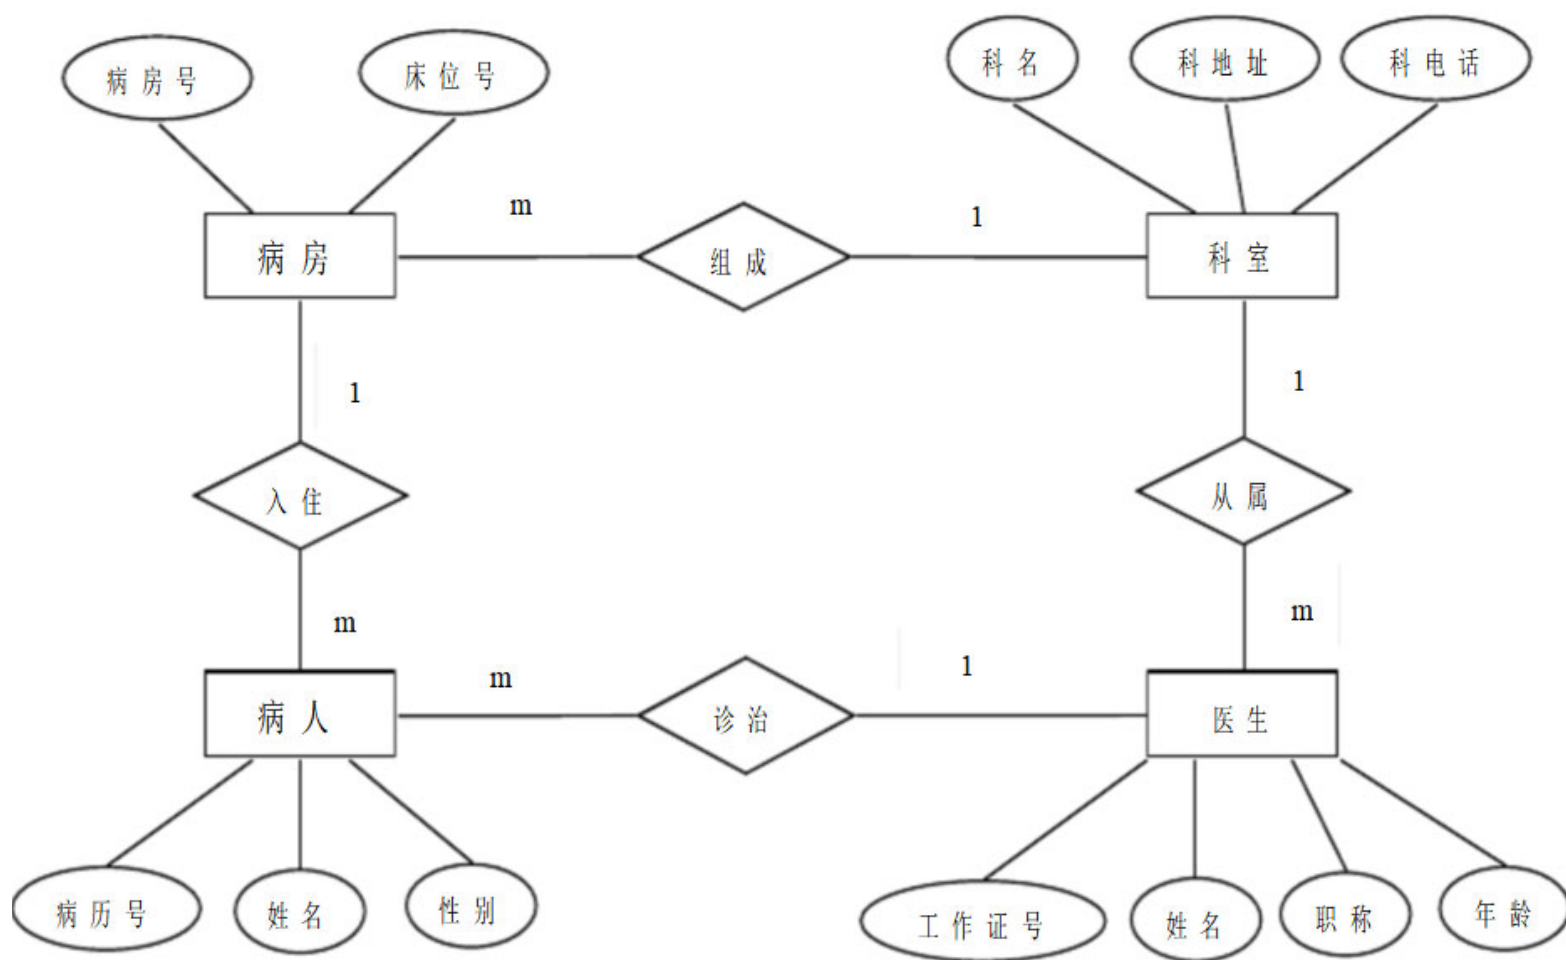 病房号
床位号
科名
科地址
科电话
m
1
病房
组成
科室
1
1
入住
从属
m
m
m
1
病人
诊治
医生
病历号
姓名
性别
工作证号
姓名
职称
年龄